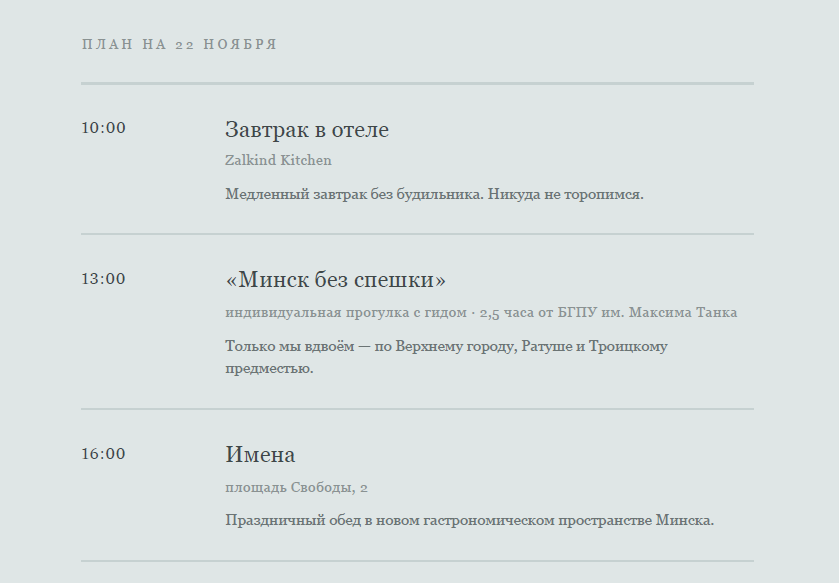 ПЛАН НА 22 НОЯБРЯ
10:00
Завтрак в отеле
Zalkind Kitchen
Медленный завтрак без будильника. Никуда не торопимся.
13:00
«Минск без спешки»
индивидуальная прогулка с гидом · 2,5 часа от БГПУ им. Максима Танка
Только мы вдвоём — по Верхнему городу, Ратуше и Троицкому
предместью.
16:00
Имена
площадь Свободы, 2
Праздничный обед в новом гастрономическом пространстве Минска.